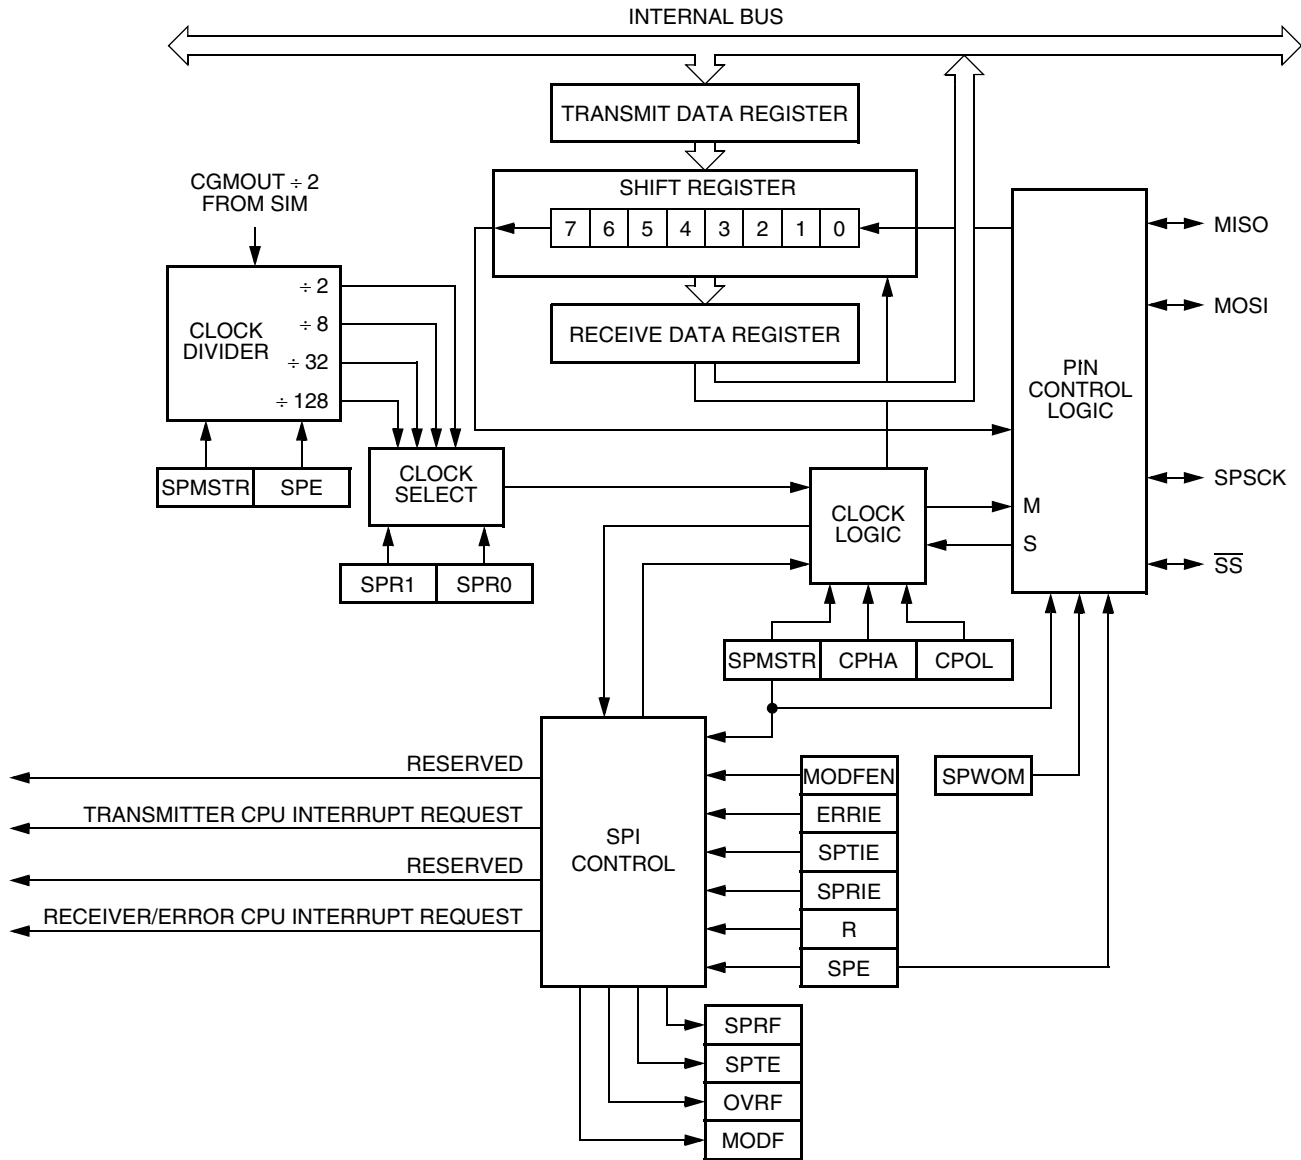 INTERNAL BUS
TRANSMIT DATA REGISTER
CGMOUT ÷ 2
FROM SIM
SHIFT REGISTER
7 6 5 4 3 2 1 0
MISO
÷ 2
÷ 8
÷ 32
÷ 128
CLOCK
DIVIDER
RECEIVE DATA REGISTER
MOSI
PIN
CONTROL
LOGIC
SPMSTR SPE
CLOCK
SELECT
SPSCK
CLOCK
LOGIC
M
S
SS
SPR1 SPR0
SPMSTR CPHA CPOL
RESERVED
TRANSMITTER CPU INTERRUPT REQUEST
RESERVED
RECEIVER/ERROR CPU INTERRUPT REQUEST
SPI
CONTROL
MODFEN
ERRIE
SPTIE
SPRIE
R
SPE
SPWOM
SPRF
SPTE
OVRF
MODF